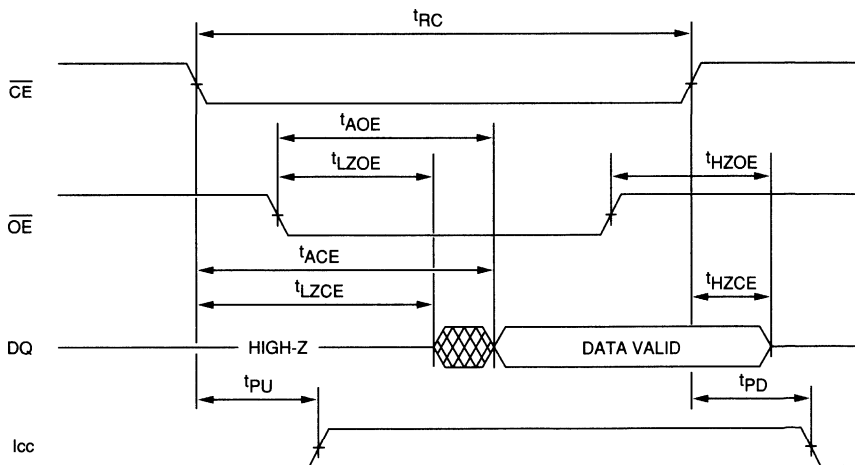 tRC
CE
tAOE
tLZOE
tHZOE
OE
tACE
tLZCE
tHZCE
DQ
HIGH-Z
DATA VALID
tPU
tPD
Icc